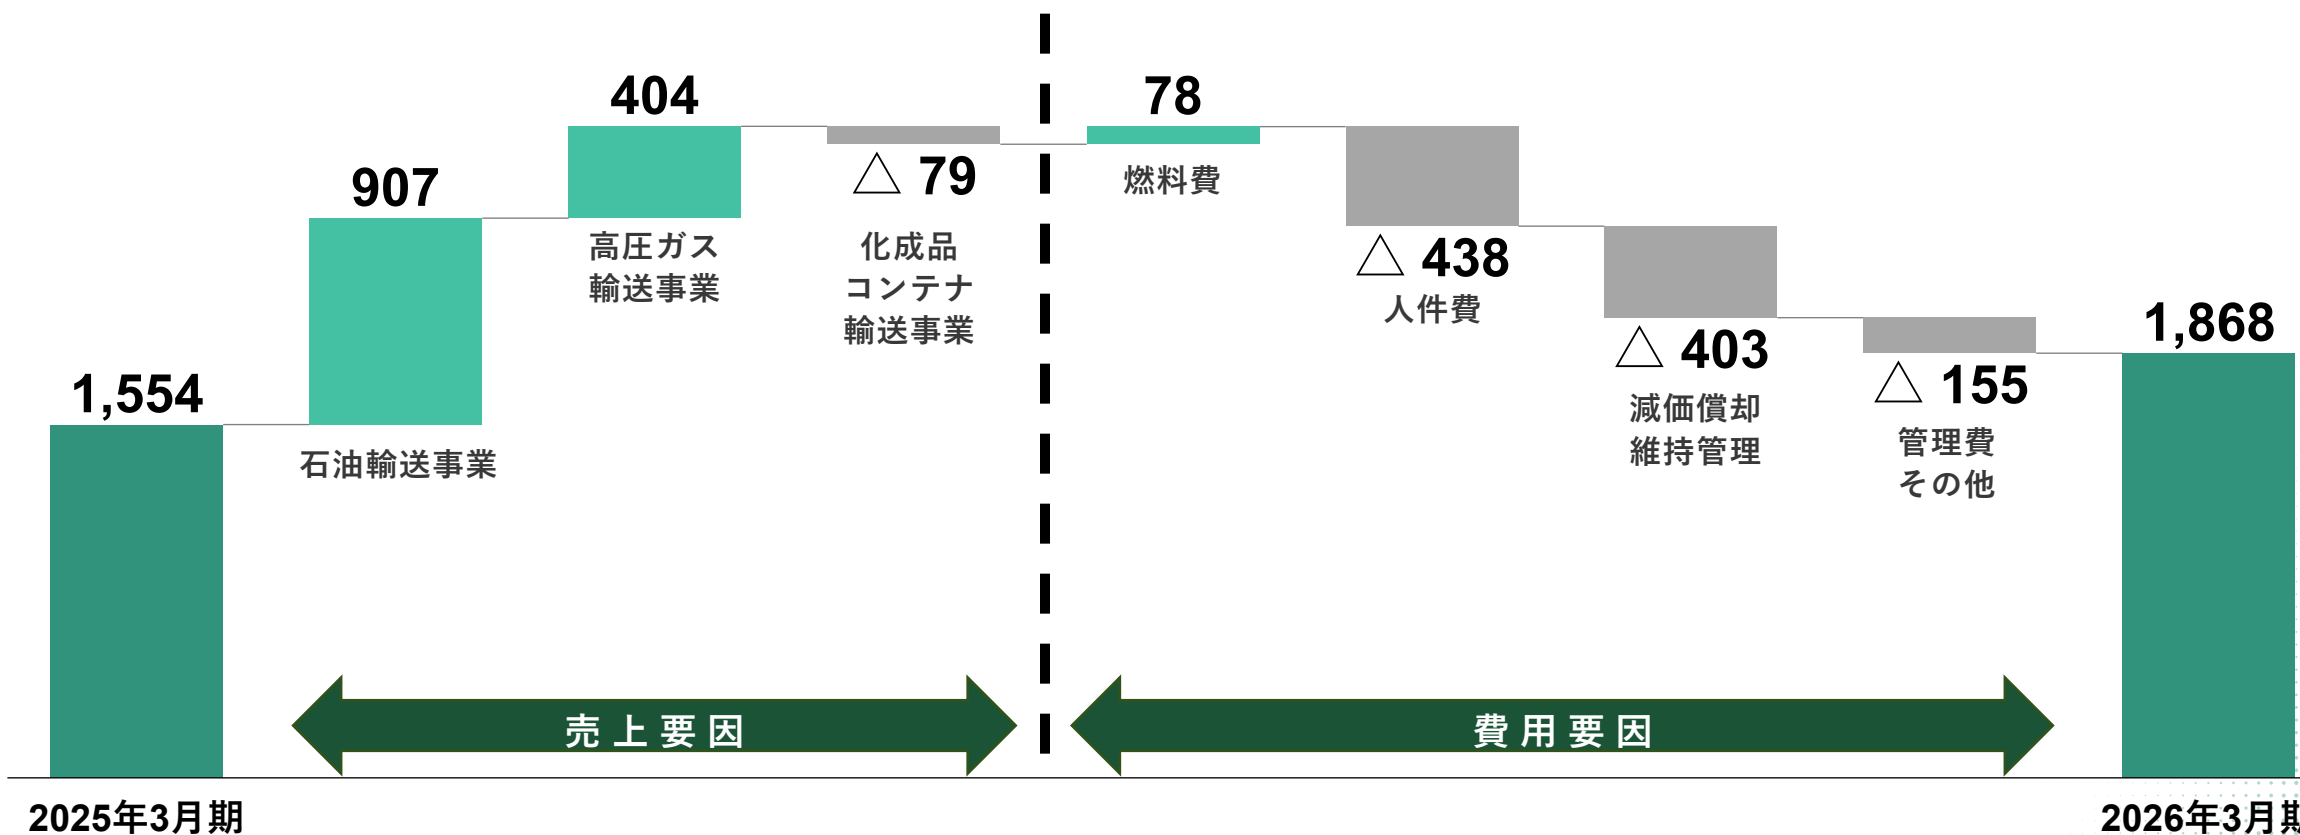 1,554
907
石油輸送事業
404
高圧ガス
輸送事業
△ 79
化成品
コンテナ
輸送事業
78
燃料費
△ 438
人件費
△ 403
減価償却
維持管理
△ 155
管理費
その他
1,868
売上要因
費用要因
2025年3月期
2026年3月期